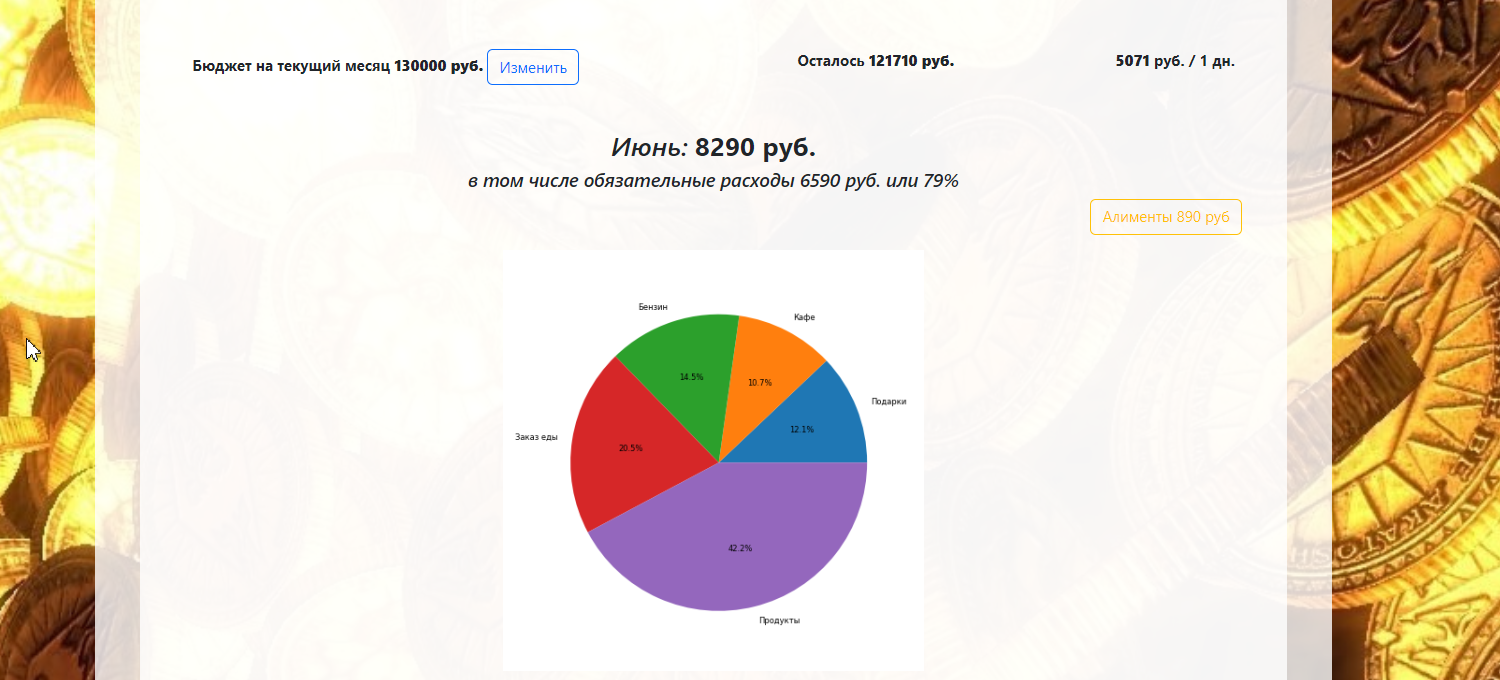 Бюджет на текущий месяц 130000 руб. Изменить
Осталось 121710 руб.
5071 руб. / 1 дн.
Июнь: 8290 руб.
в том числе обязательные расходы 6590 руб. или 79%
Алименты 890 руб
Бензин
Кафе
14.5%
10.7%
Подарки
12.1%
Заказ еды
20.5%
42.2%
Продукты